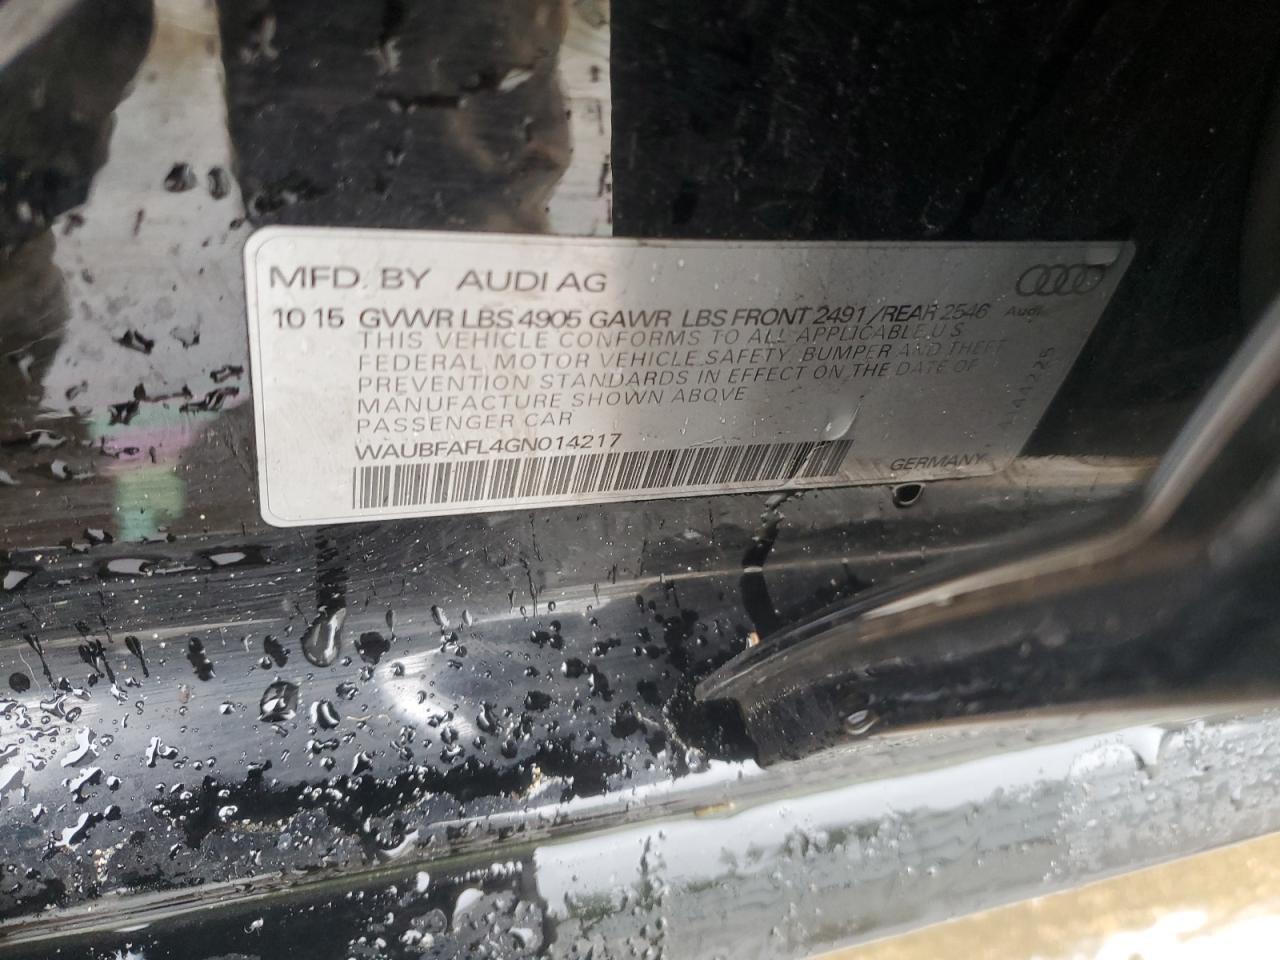 MFD. BY AUDI AG
10 15 GVWR LBS 4905 GAWR LBS FRONT 2491 / REAR 2546
Audi
THIS VEHICLE CONFORMS TO ALL APPLICABLE U.S.
FEDERAL MOTOR VEHICLE SAFETY, BUMPER AND THEFT
PREVENTION STANDARDS IN EFFECT ON THE DATE OF
MANUFACTURE SHOWN ABOVE
PASSENGER CAR
WAUBFAFL4GN014217
GERMANY